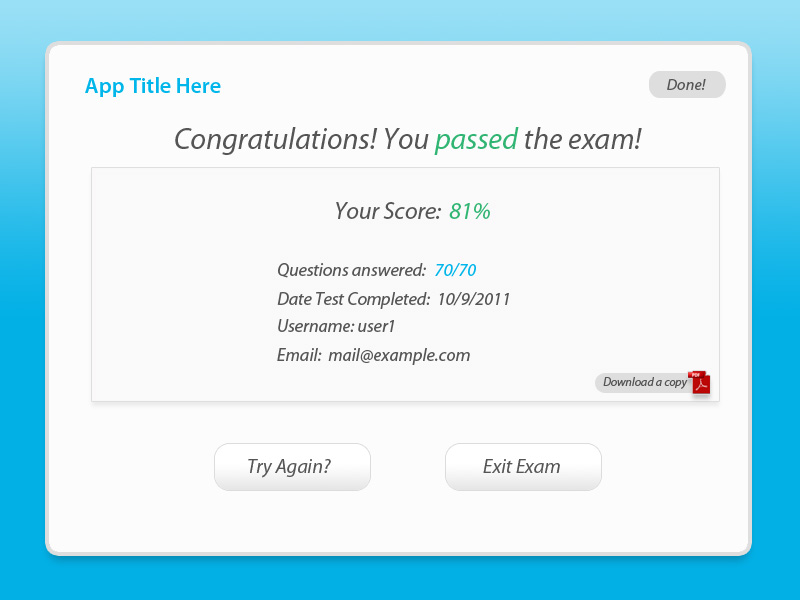 App Title Here
Done!
Congratulations! You passed the exam!
Your Score: 81%
Questions answered: 70/70
Date Test Completed: 10/9/2011
Username: user1
Email: mail@example.com
Download a copy
PDF
Try Again?
Exit Exam